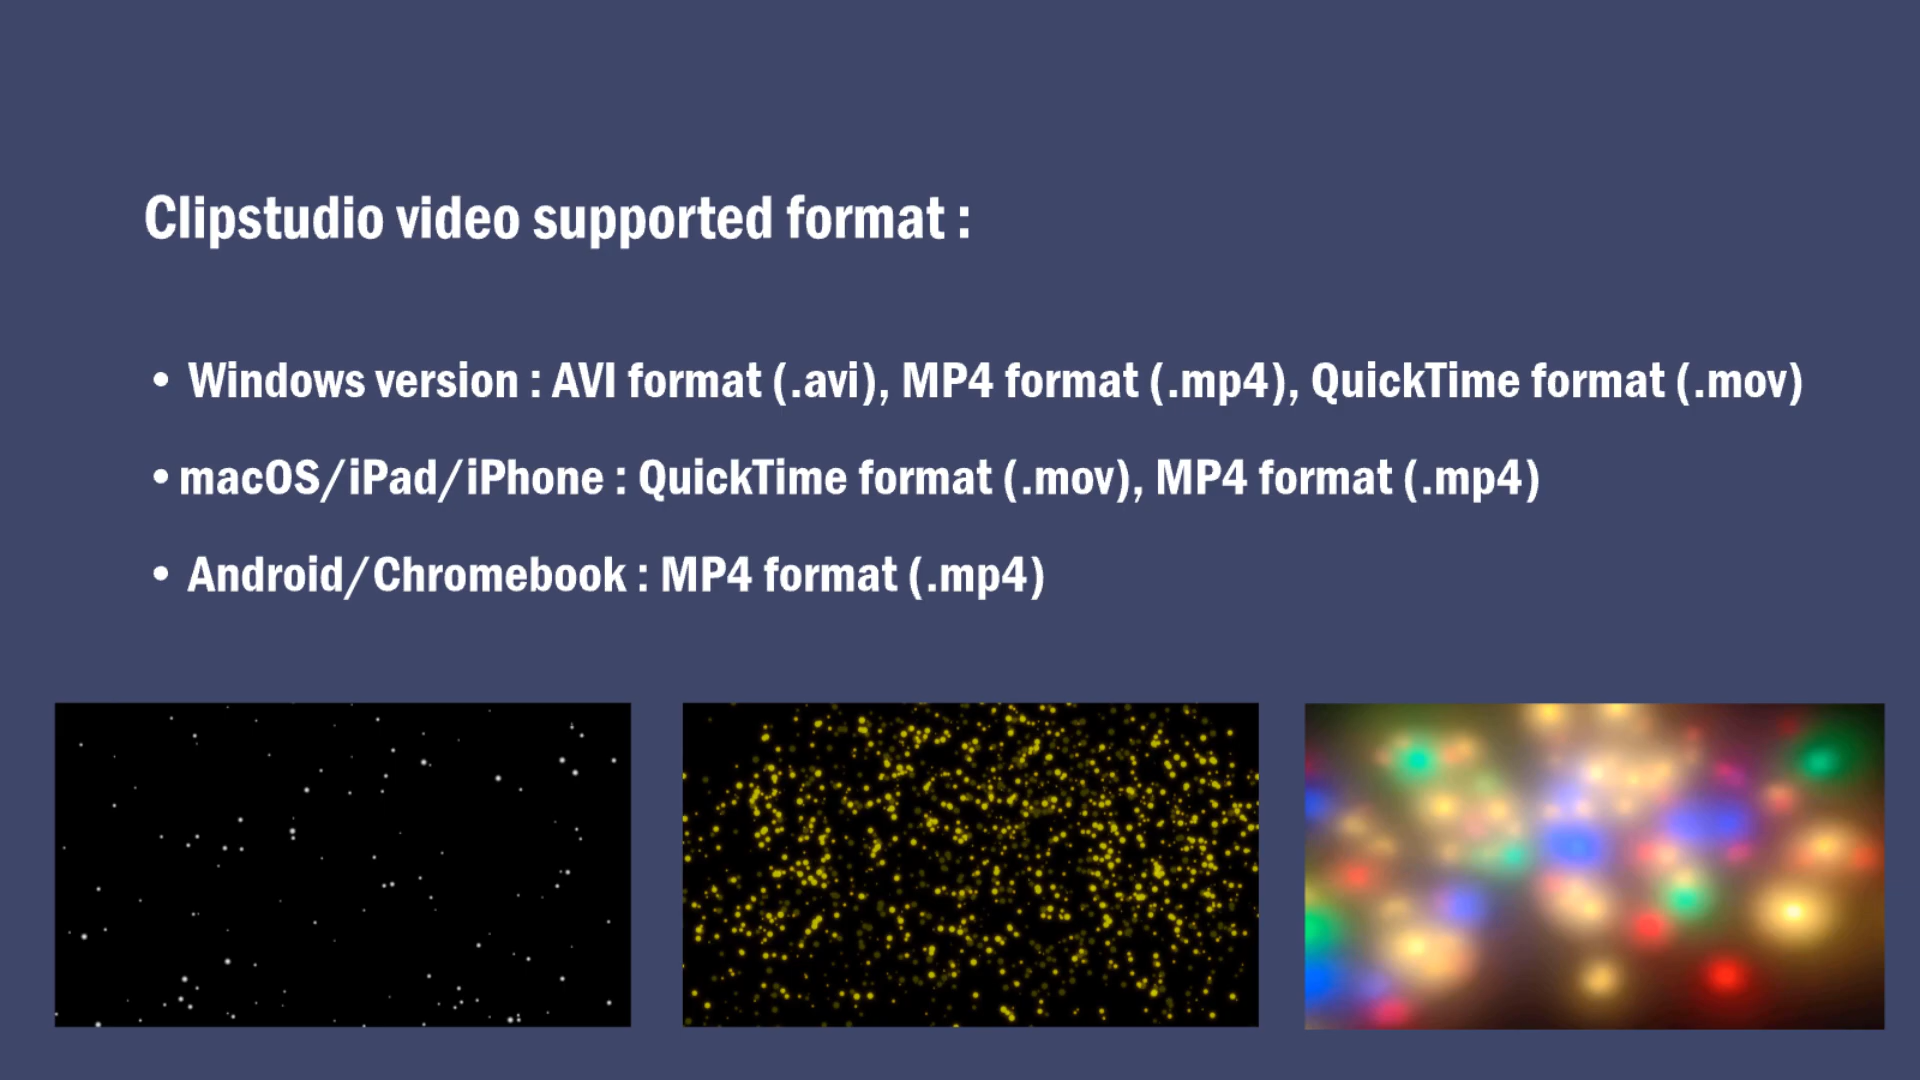 Clipstudio video supported format :
• Windows version : AVI format (.avi), MP4 format (.mp4), QuickTime format (.mov)
• macOS/iPad/iPhone : QuickTime format (.mov), MP4 format (.mp4)
• Android/Chromebook : MP4 format (.mp4)